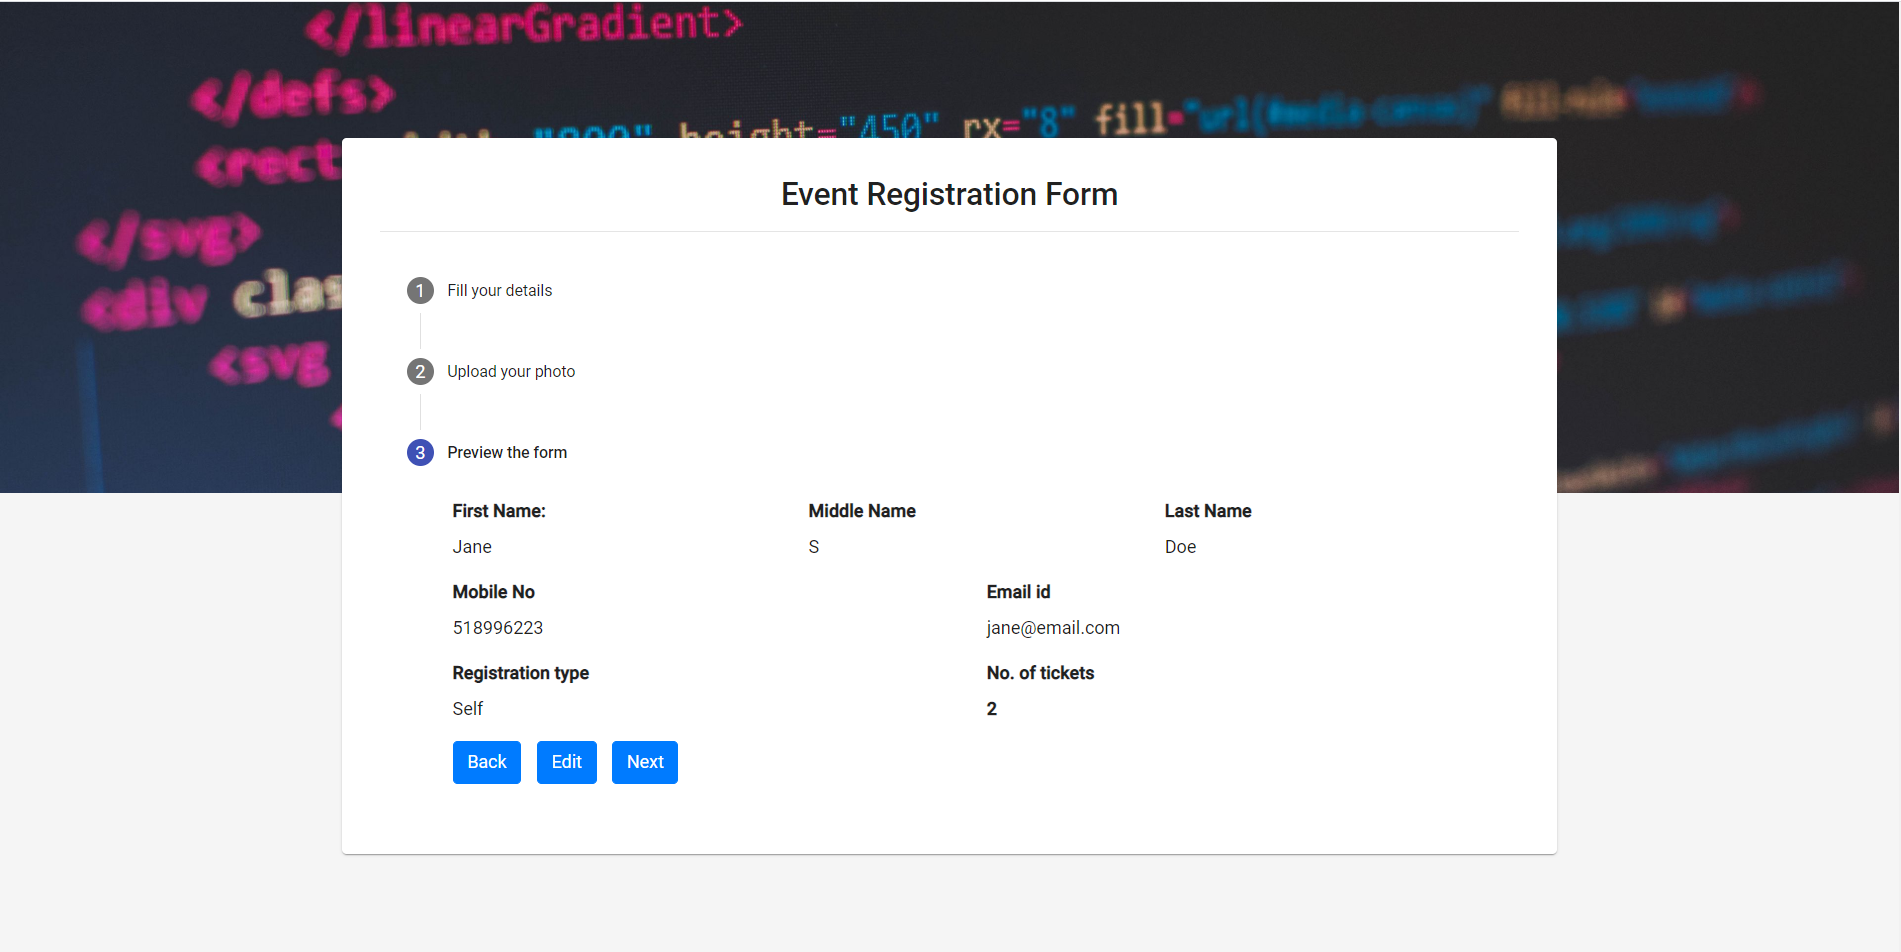 </linearGradient>
</defs>
<rect height="450" rx="8" fill="url(#media-canvas)"
</svg>
<div clas
<svg
Event Registration Form
1 Fill your details
2 Upload your photo
3 Preview the form
First Name: Middle Name Last Name
Jane S Doe
Mobile No Email id
518996223 jane@email.com
Registration type No. of tickets
Self 2
Back Edit Next